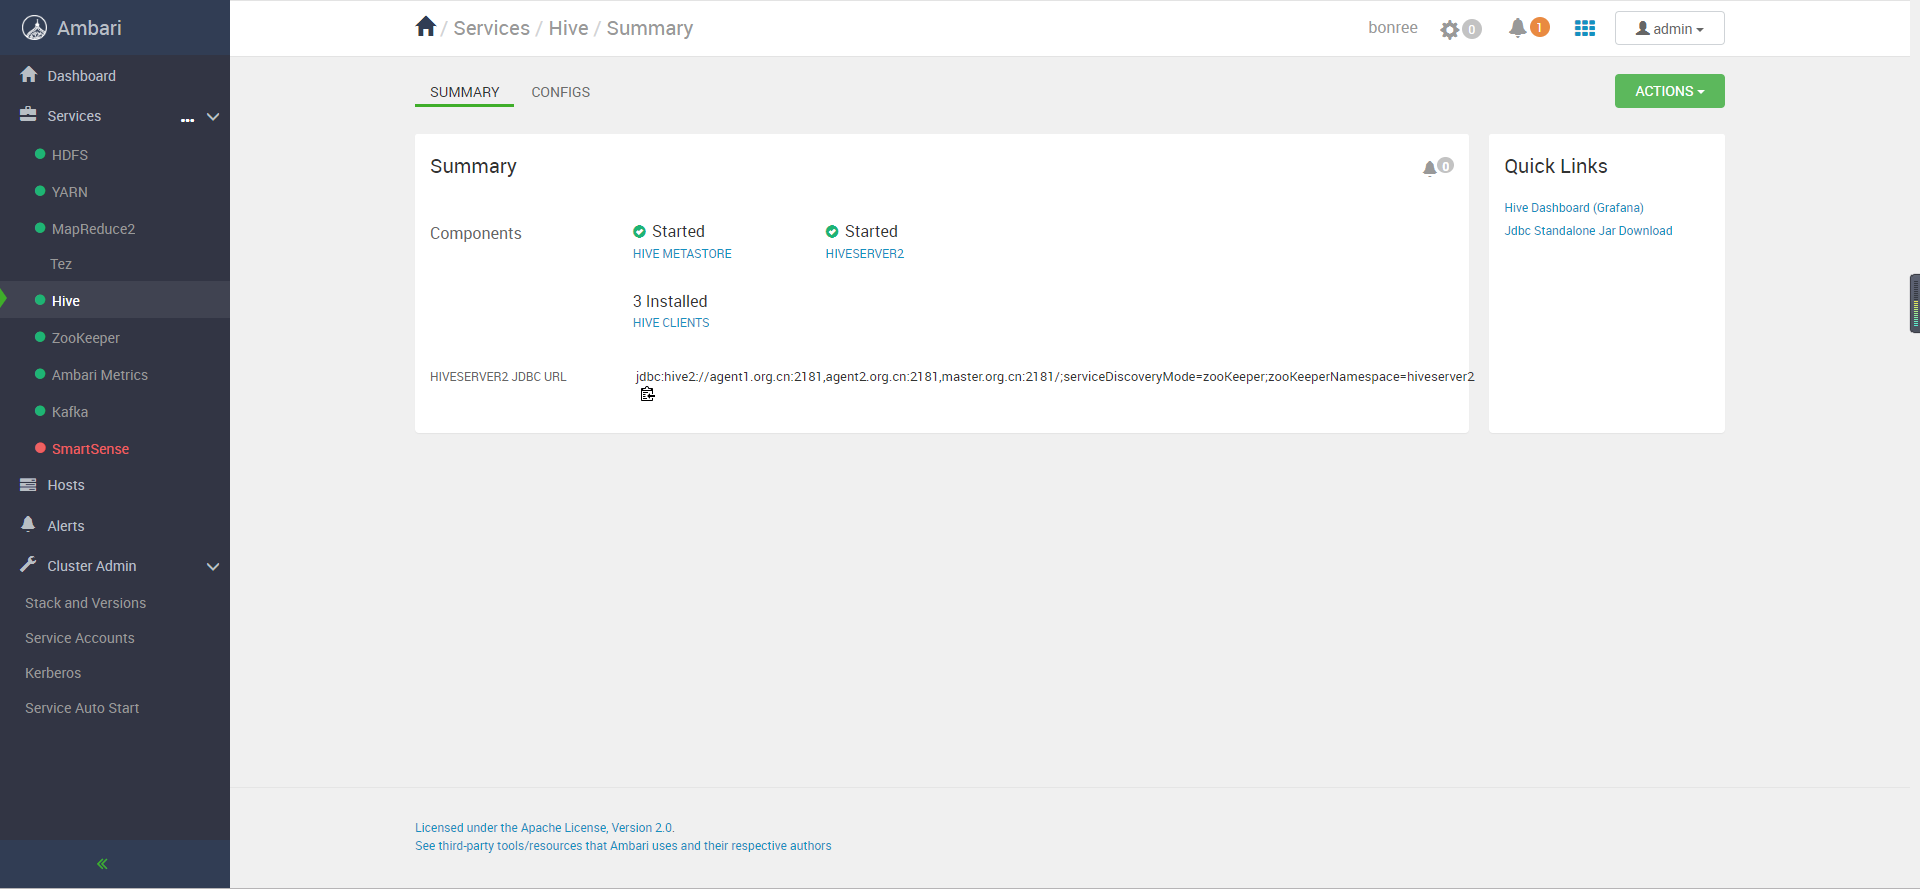 Ambari
/ Services / Hive / Summary
bonree
0
1
admin
Dashboard
Services
...
HDFS
YARN
MapReduce2
Tez
Hive
ZooKeeper
Ambari Metrics
Kafka
SmartSense
Hosts
Alerts
Cluster Admin
Stack and Versions
Service Accounts
Kerberos
Service Auto Start
SUMMARY
CONFIGS
ACTIONS
Summary
0
Components
Started
HIVE METASTORE
Started
HIVESERVER2
3 Installed
HIVE CLIENTS
HIVESERVER2 JDBC URL
jdbc:hive2://agent1.org.cn:2181,agent2.org.cn:2181,master.org.cn:2181/;serviceDiscoveryMode=zooKeeper;zooKeeperNamespace=hiveserver2
Quick Links
Hive Dashboard (Grafana)
Jdbc Standalone Jar Download
Licensed under the Apache License, Version 2.0.
See third-party tools/resources that Ambari uses and their respective authors